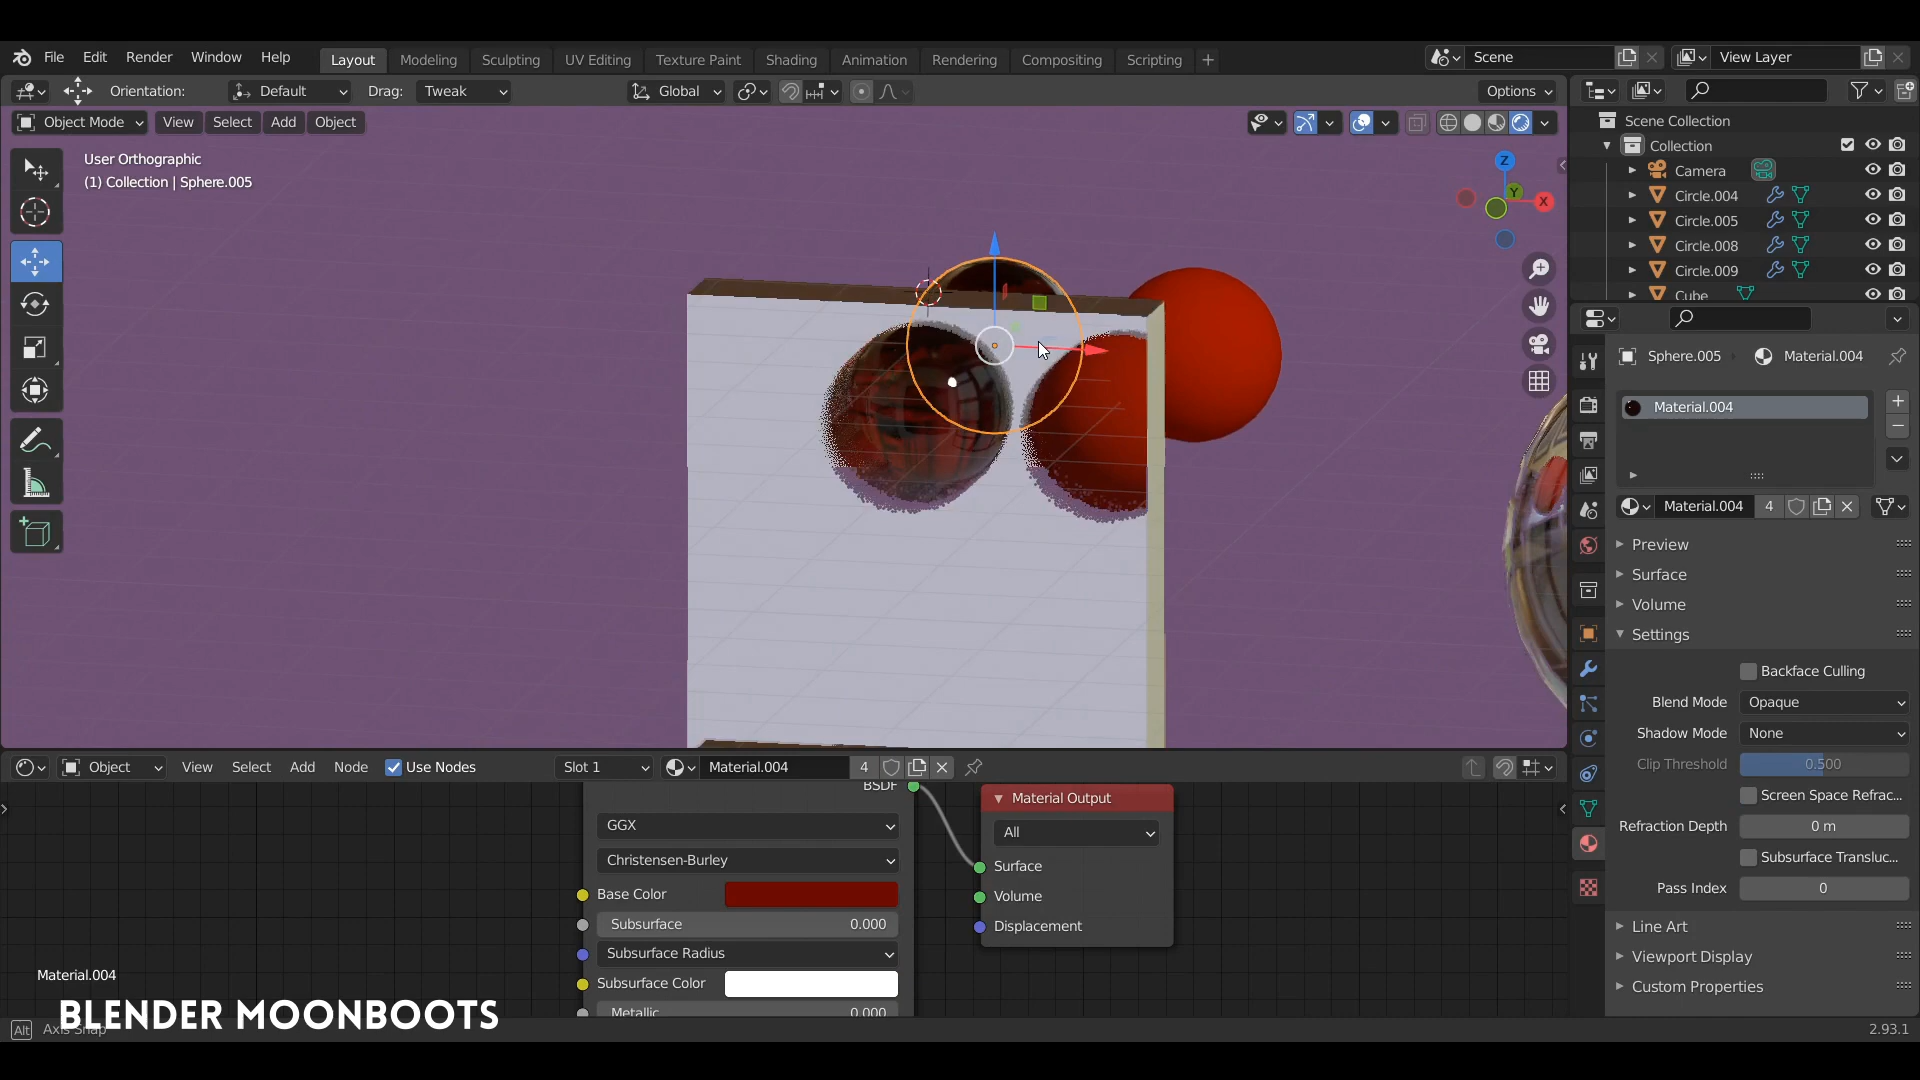 File Edit Render Window Help Layout Modeling Sculpting UV Editing Texture Paint Shading Animation Rendering Compositing Scripting + Scene View Layer
Orientation: Default Drag: Tweak Global Options
Object Mode View Select Add Object
User Orthographic
(1) Collection | Sphere.005
Z
Y
X
Scene Collection
Collection
Camera
Circle.004
Circle.005
Circle.008
Circle.009
Cube
Sphere.005 Material.004
Material.004
Material.004 4
Preview
Surface
Volume
Settings
Backface Culling
Blend Mode Opaque
Shadow Mode None
Clip Threshold 0.500
Screen Space Refrac...
Refraction Depth 0 m
Subsurface Transluc...
Pass Index 0
Line Art
Viewport Display
Custom Properties
Object View Select Add Node Use Nodes Slot 1 Material.004 4
BSDF
GGX
Christensen-Burley
Base Color
Subsurface 0.000
Subsurface Radius
Subsurface Color
Metallic 0.000
Material Output
All
Surface
Volume
Displacement
Material.004
BLENDER MOONBOOTS
Alt Axis Snap
2.93.1